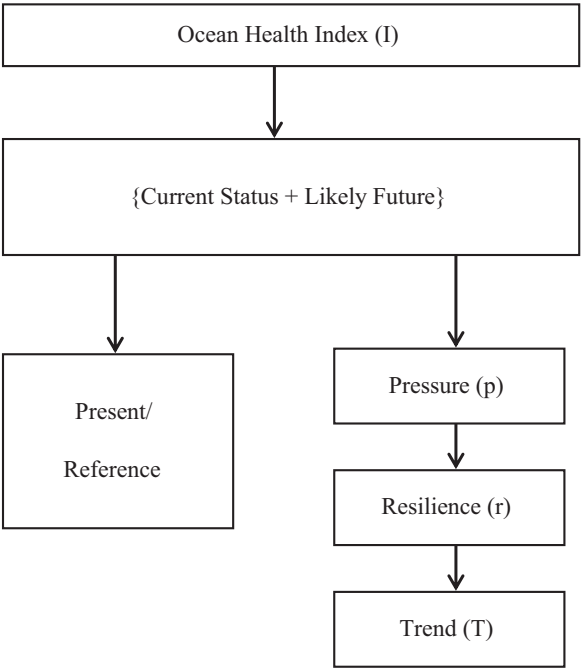 Ocean Health Index (I)
{Current Status + Likely Future}
Present/
Reference
Pressure (p)
Resilience (r)
Trend (T)